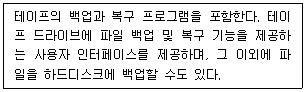 테이프의 백업과 복구 프로그램을 포함한다. 테이
프 드라이브에 파일 백업 및 복구 기능을 제공하
는 사용자 인터페이스를 제공하며, 그 이외에 파
일을 하드디스크에 백업할 수도 있다.